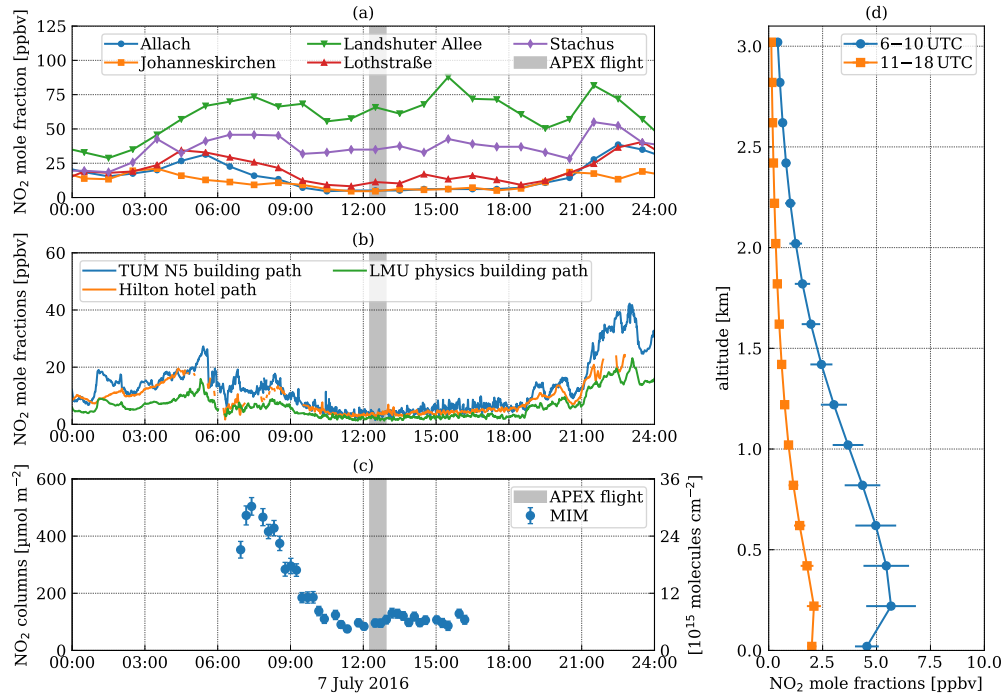 (a)
NO₂ mole fraction [ppbv]
125
100
75
50
25
0
Allach
Johanneskirchen
Landshuter Allee
Lothstraße
Stachus
APEX flight
00:00 03:00 06:00 09:00 12:00 15:00 18:00 21:00 24:00
(b)
NO₂ mole fractions [ppbv]
60
40
20
0
TUM N5 building path
Hilton hotel path
LMU physics building path
00:00 03:00 06:00 09:00 12:00 15:00 18:00 21:00 24:00
(c)
NO₂ columns [µmol m⁻²]
600
400
200
0
APEX flight
MIM
36
24
12
0
[10¹⁵ molecules cm⁻²]
00:00 03:00 06:00 09:00 12:00 15:00 18:00 21:00 24:00
7 July 2016
(d)
altitude [km]
3.0
2.5
2.0
1.5
1.0
0.5
0.0
6−10 UTC
11−18 UTC
0.0 2.5 5.0 7.5 10.0
NO₂ mole fractions [ppbv]